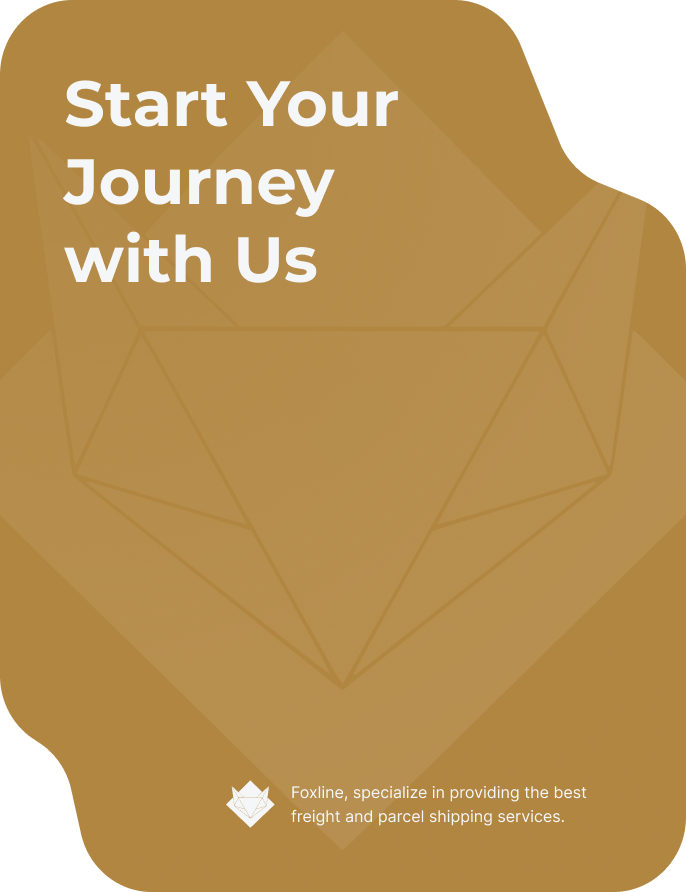 Start Your
Journey
with Us
Foxline, specialize in providing the best
freight and parcel shipping services.